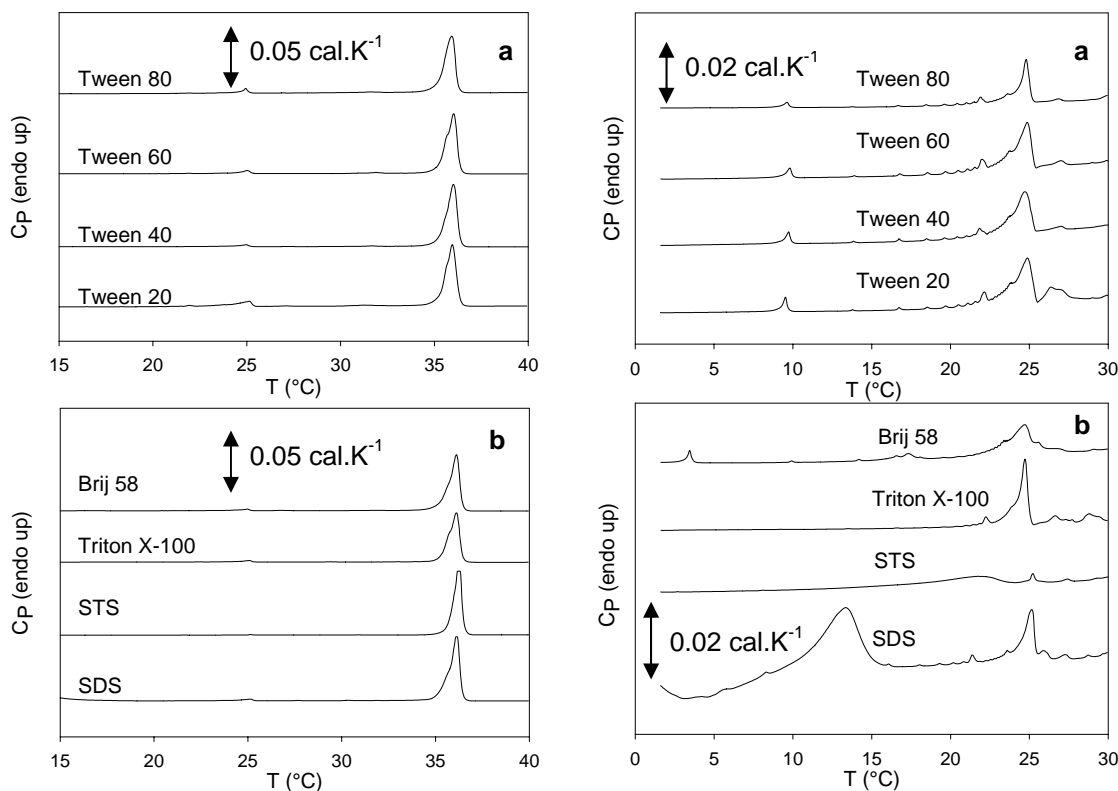 a
0.05 cal.K-1
Tween 80
Tween 60
Tween 40
Tween 20
CP (endo up)
15 20 25 30 35 40
T (°C)
a
0.02 cal.K-1
Tween 80
Tween 60
Tween 40
Tween 20
CP (endo up)
0 5 10 15 20 25 30
T (°C)
b
0.05 cal.K-1
Brij 58
Triton X-100
STS
SDS
CP (endo up)
15 20 25 30 35 40
T (°C)
b
Brij 58
Triton X-100
STS
SDS
0.02 cal.K-1
CP (endo up)
0 5 10 15 20 25 30
T (°C)